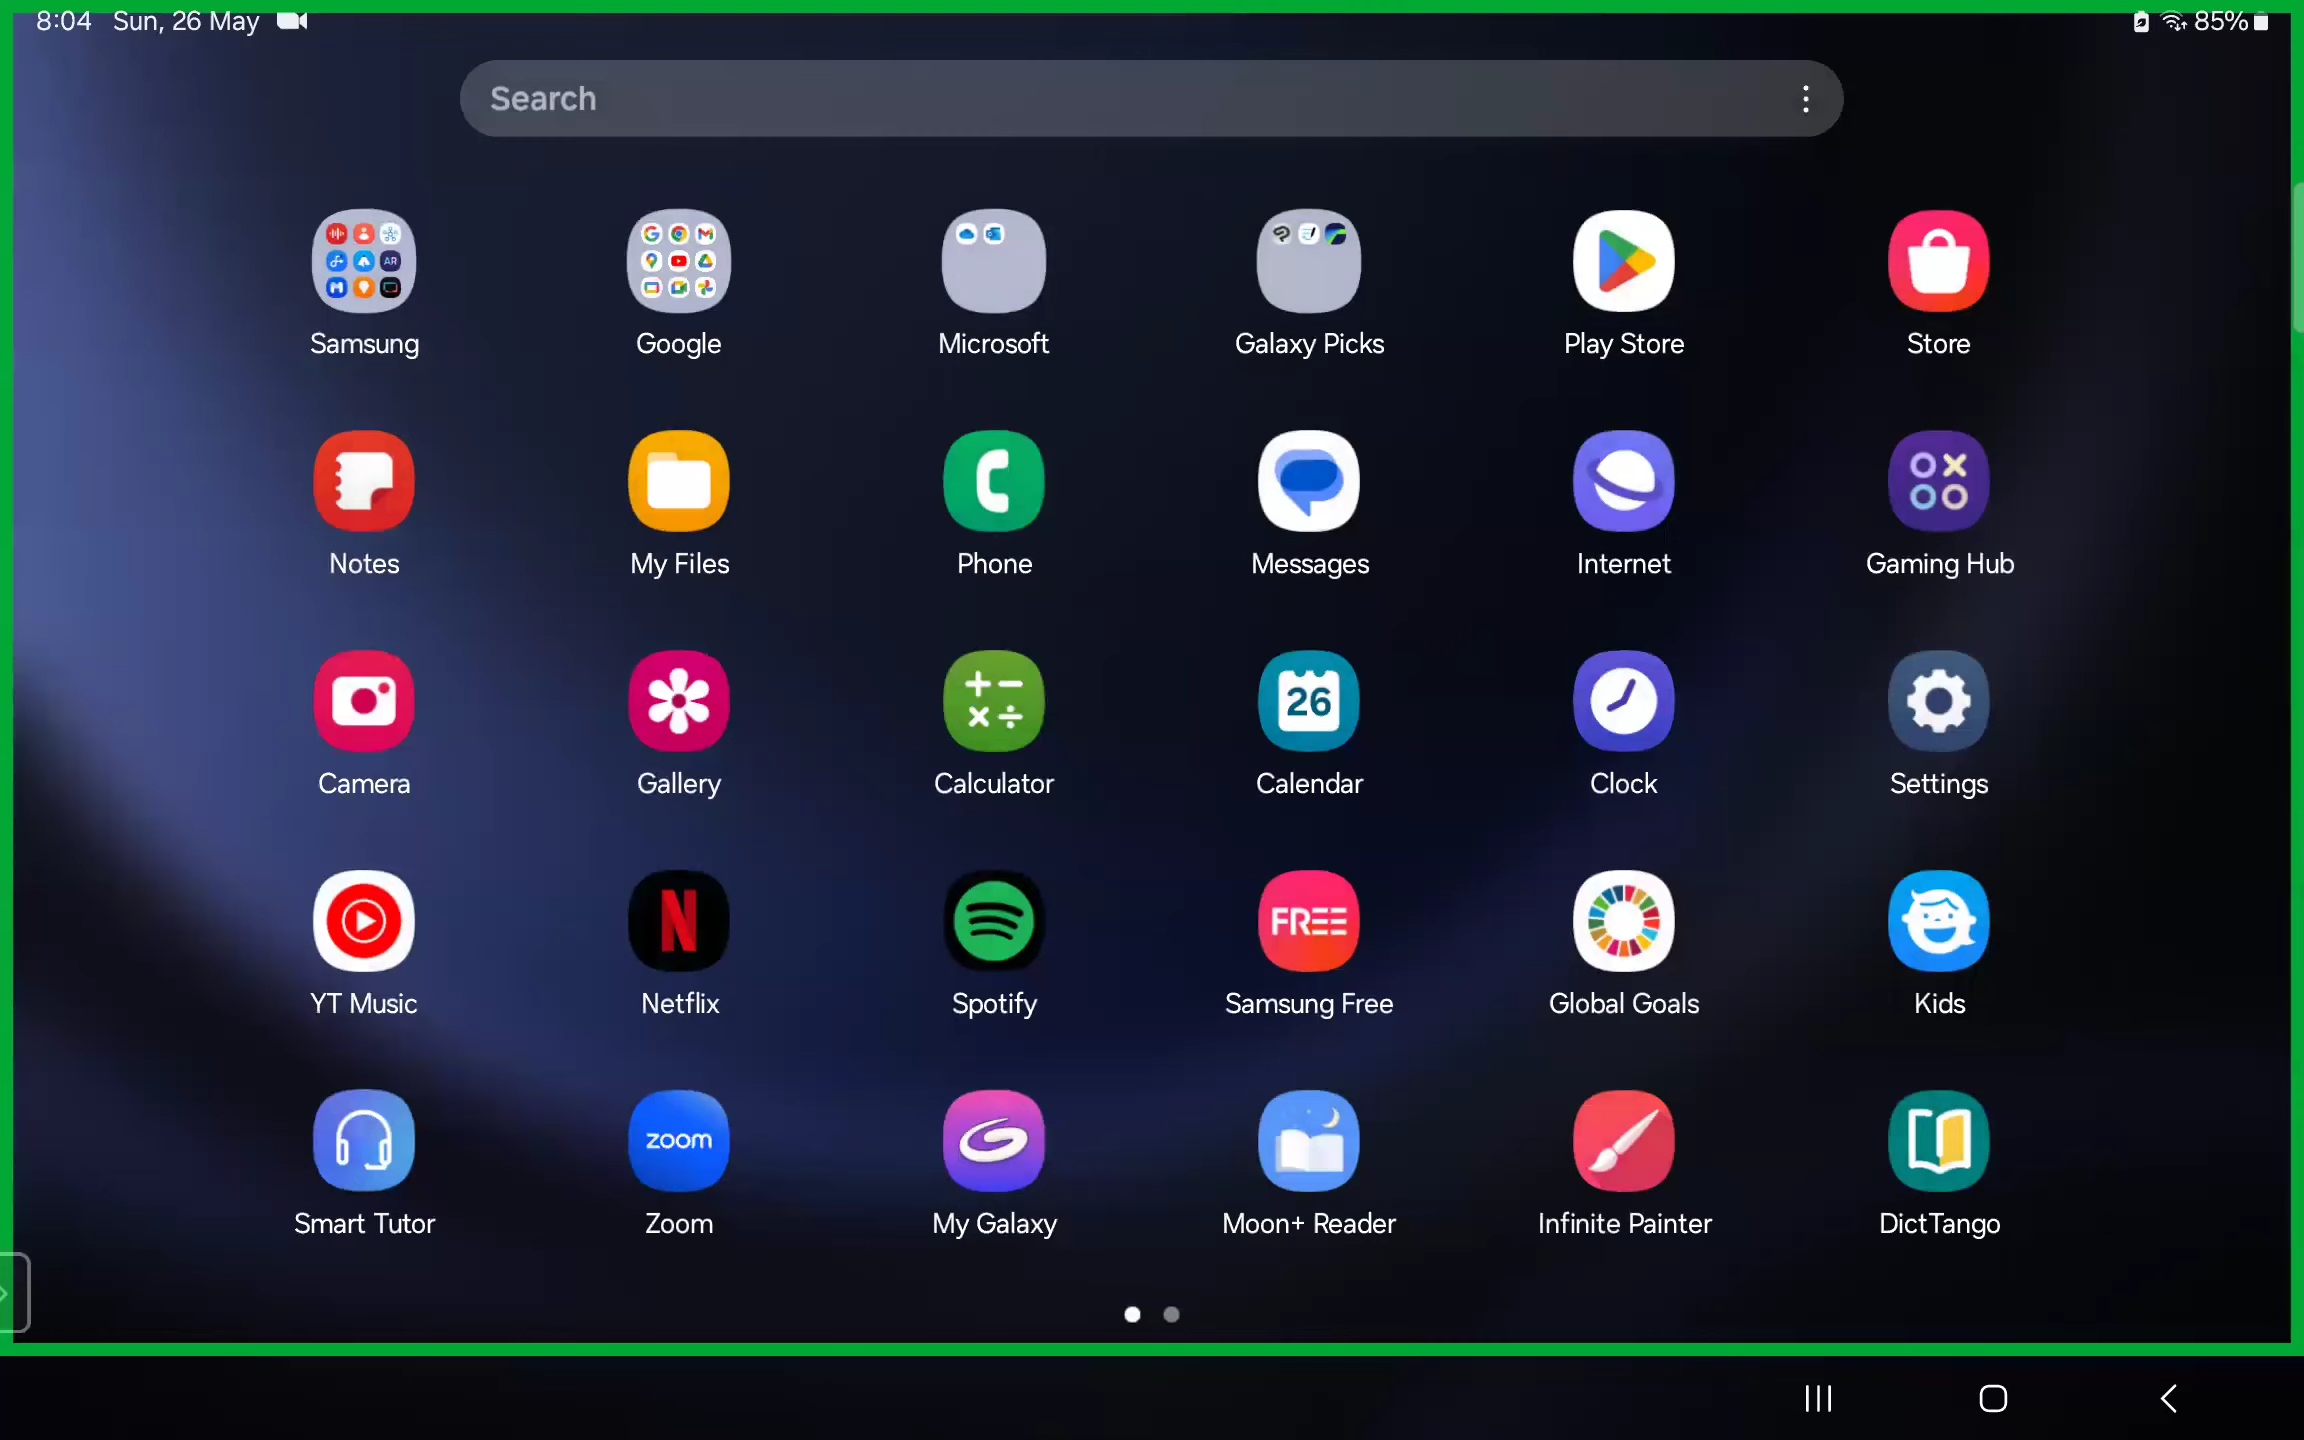 8:04 Sun, 26 May 85%
Search
AR
Samsung Google Microsoft Galaxy Picks Play Store Store
Notes My Files Phone Messages Internet Gaming Hub
26
Camera Gallery Calculator Calendar Clock Settings
N FREE
YT Music Netflix Spotify Samsung Free Global Goals Kids
zoom
Smart Tutor Zoom My Galaxy Moon+ Reader Infinite Painter DictTango